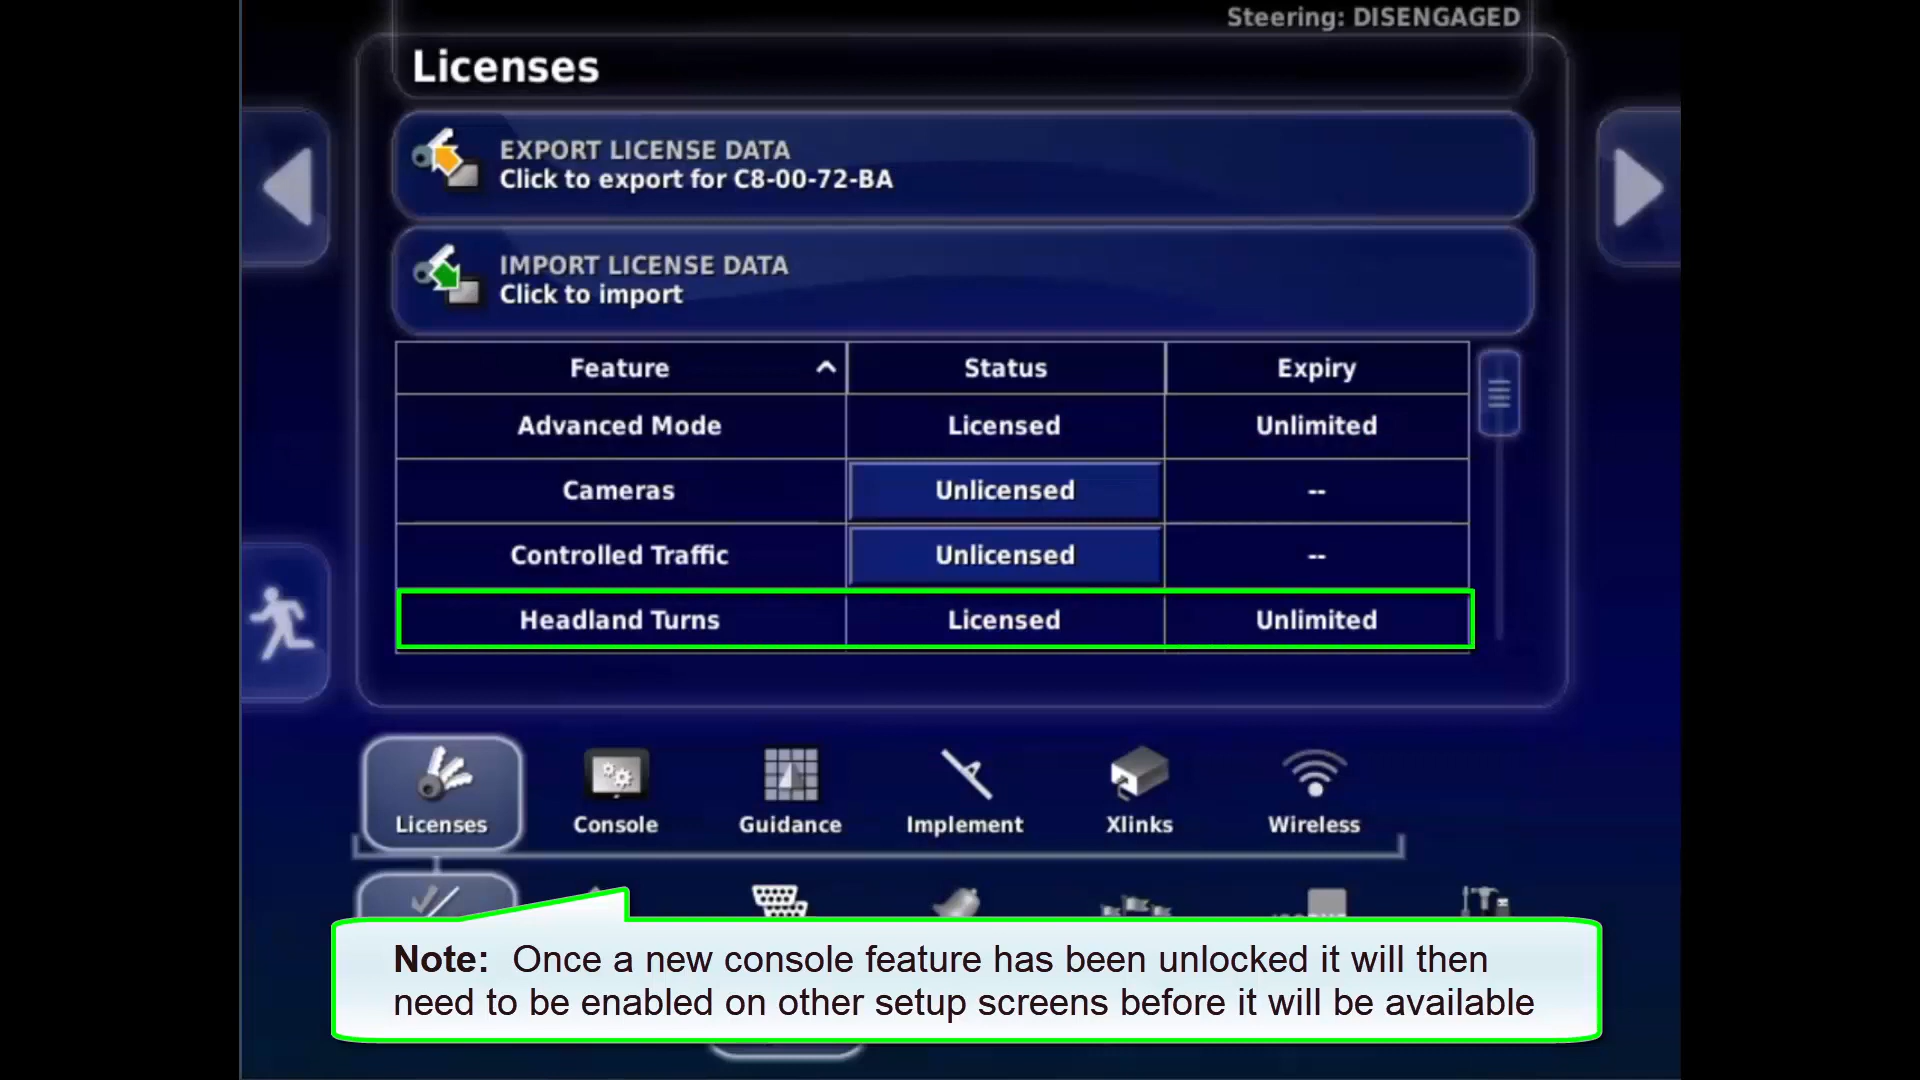 Steering: DISENGAGED
Licenses
EXPORT LICENSE DATA
Click to export for C8-00-72-BA
IMPORT LICENSE DATA
Click to import
Feature Status Expiry
Advanced Mode Licensed Unlimited
Cameras Unlicensed --
Controlled Traffic Unlicensed --
Headland Turns Licensed Unlimited
Licenses Console Guidance Implement Xlinks Wireless
Note: Once a new console feature has been unlocked it will then
need to be enabled on other setup screens before it will be available